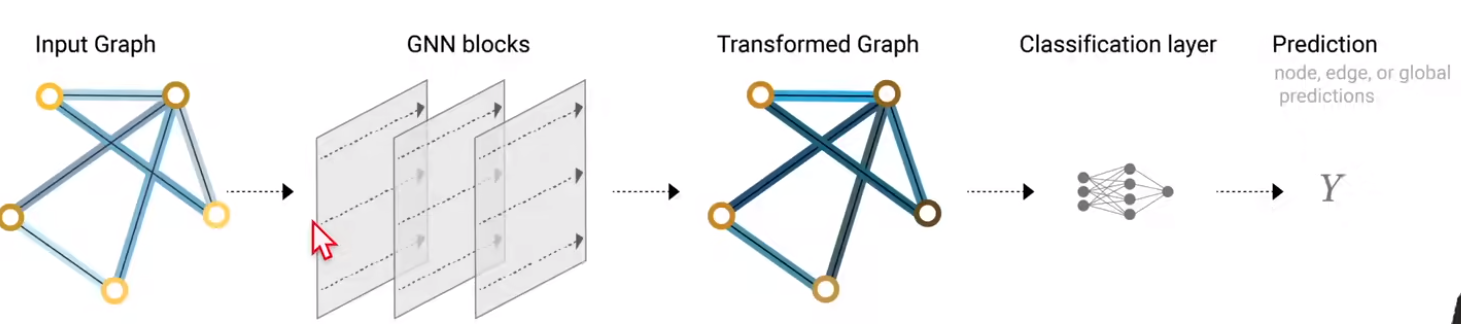 Input Graph
GNN blocks
Transformed Graph
Classification layer
Prediction
node, edge, or global
predictions
Y